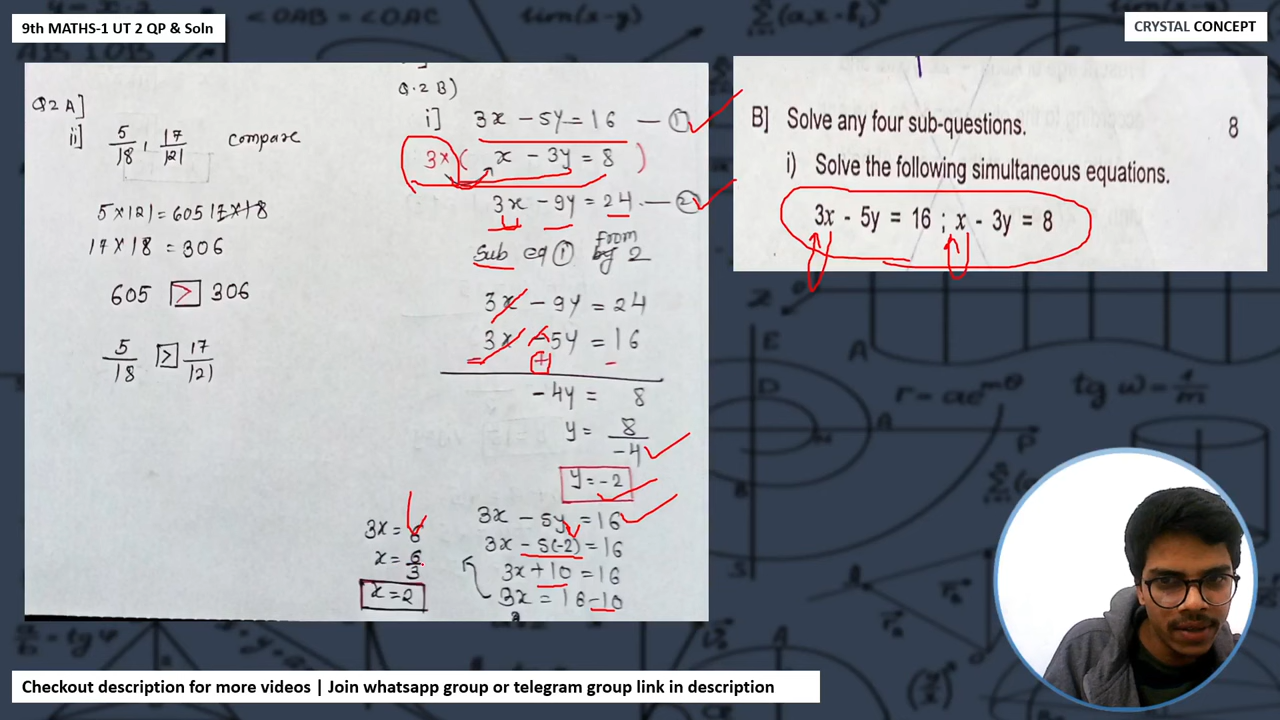 9th MATHS-1 UT 2 QP & Soln
CRYSTAL CONCEPT
Q2 A]
ii] 5/18 , 17/121 compare
5×121=605 17×18
17×18 = 306
605 > 306
5/18 > 17/121
Q.2 B)
i] 3x - 5y = 16 — ①
3×( x - 3y = 8 )
3x - 9y = 24 — ②
Sub eq ① from by 2
3x - 9y = 24
3x - 5y = 16
- + -
-4y = 8
y = 8/-4
y = -2
3x - 5y = 16
3x - 5(-2) = 16
3x + 10 = 16
3x = 16 - 10
3x = 6
x = 6/3
x = 2
B] Solve any four sub-questions. 8
i) Solve the following simultaneous equations.
3x - 5y = 16 ; x - 3y = 8
Checkout description for more videos | Join whatsapp group or telegram group link in description